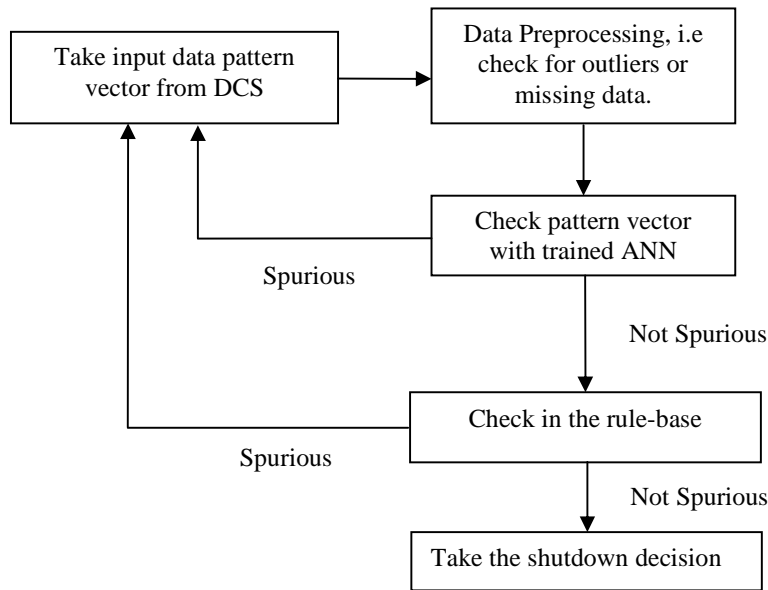 Take input data pattern
vector from DCS
Data Preprocessing, i.e
check for outliers or
missing data.
Check pattern vector
with trained ANN
Spurious
Not Spurious
Check in the rule-base
Spurious
Not Spurious
Take the shutdown decision